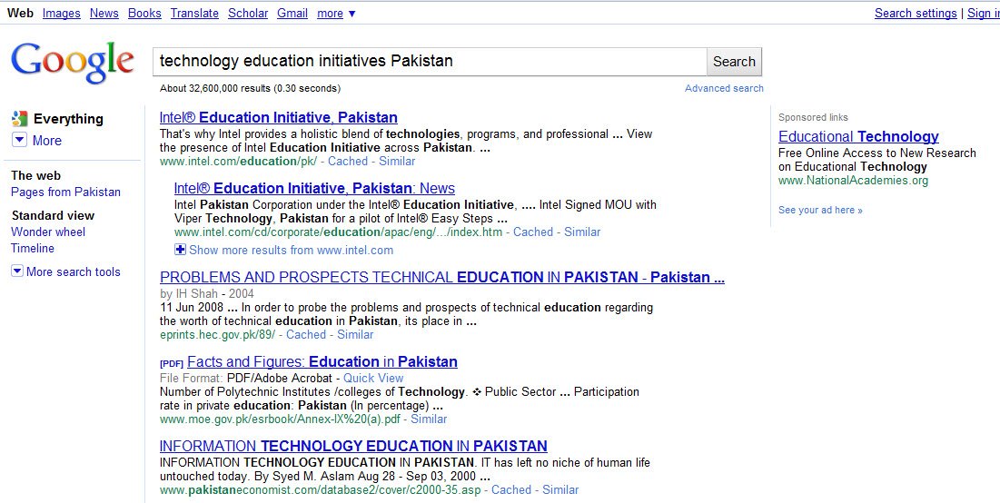 Web Images News Books Translate Scholar Gmail more ▼ Search settings | Sign in
Google
technology education initiatives Pakistan Search
About 32,600,000 results (0.30 seconds) Advanced search
Everything
More
The web
Pages from Pakistan
Standard view
Wonder wheel
Timeline
More search tools
Intel® Education Initiative, Pakistan
That's why Intel provides a holistic blend of technologies, programs, and professional ... View
the presence of Intel Education Initiative across Pakistan. ...
www.intel.com/education/pk/ - Cached - Similar
Intel® Education Initiative, Pakistan: News
Intel Pakistan Corporation under the Intel® Education Initiative, .... Intel Signed MOU with
Viper Technology, Pakistan for a pilot of Intel® Easy Steps ...
www.intel.com/cd/corporate/education/apac/eng/.../index.htm - Cached - Similar
Show more results from www.intel.com
PROBLEMS AND PROSPECTS TECHNICAL EDUCATION IN PAKISTAN - Pakistan ...
by IH Shah - 2004
11 Jun 2008 ... In order to probe the problems and prospects of technical education regarding
the worth of technical education in Pakistan, its place in ...
eprints.hec.gov.pk/89/ - Cached - Similar
[PDF] Facts and Figures: Education in Pakistan
File Format: PDF/Adobe Acrobat - Quick View
Number of Polytechnic Institutes /colleges of Technology. ❖ Public Sector ... Participation
rate in private education: Pakistan (In percentage) ...
www.moe.gov.pk/esrbook/Annex-IX%20(a).pdf - Similar
INFORMATION TECHNOLOGY EDUCATION IN PAKISTAN
INFORMATION TECHNOLOGY EDUCATION IN PAKISTAN. IT has left no niche of human life
untouched today. By Syed M. Aslam Aug 28 - Sep 03, 2000 ...
www.pakistaneconomist.com/database2/cover/c2000-35.asp - Cached - Similar
Sponsored links
Educational Technology
Free Online Access to New Research
on Educational Technology
www.NationalAcademies.org
See your ad here »